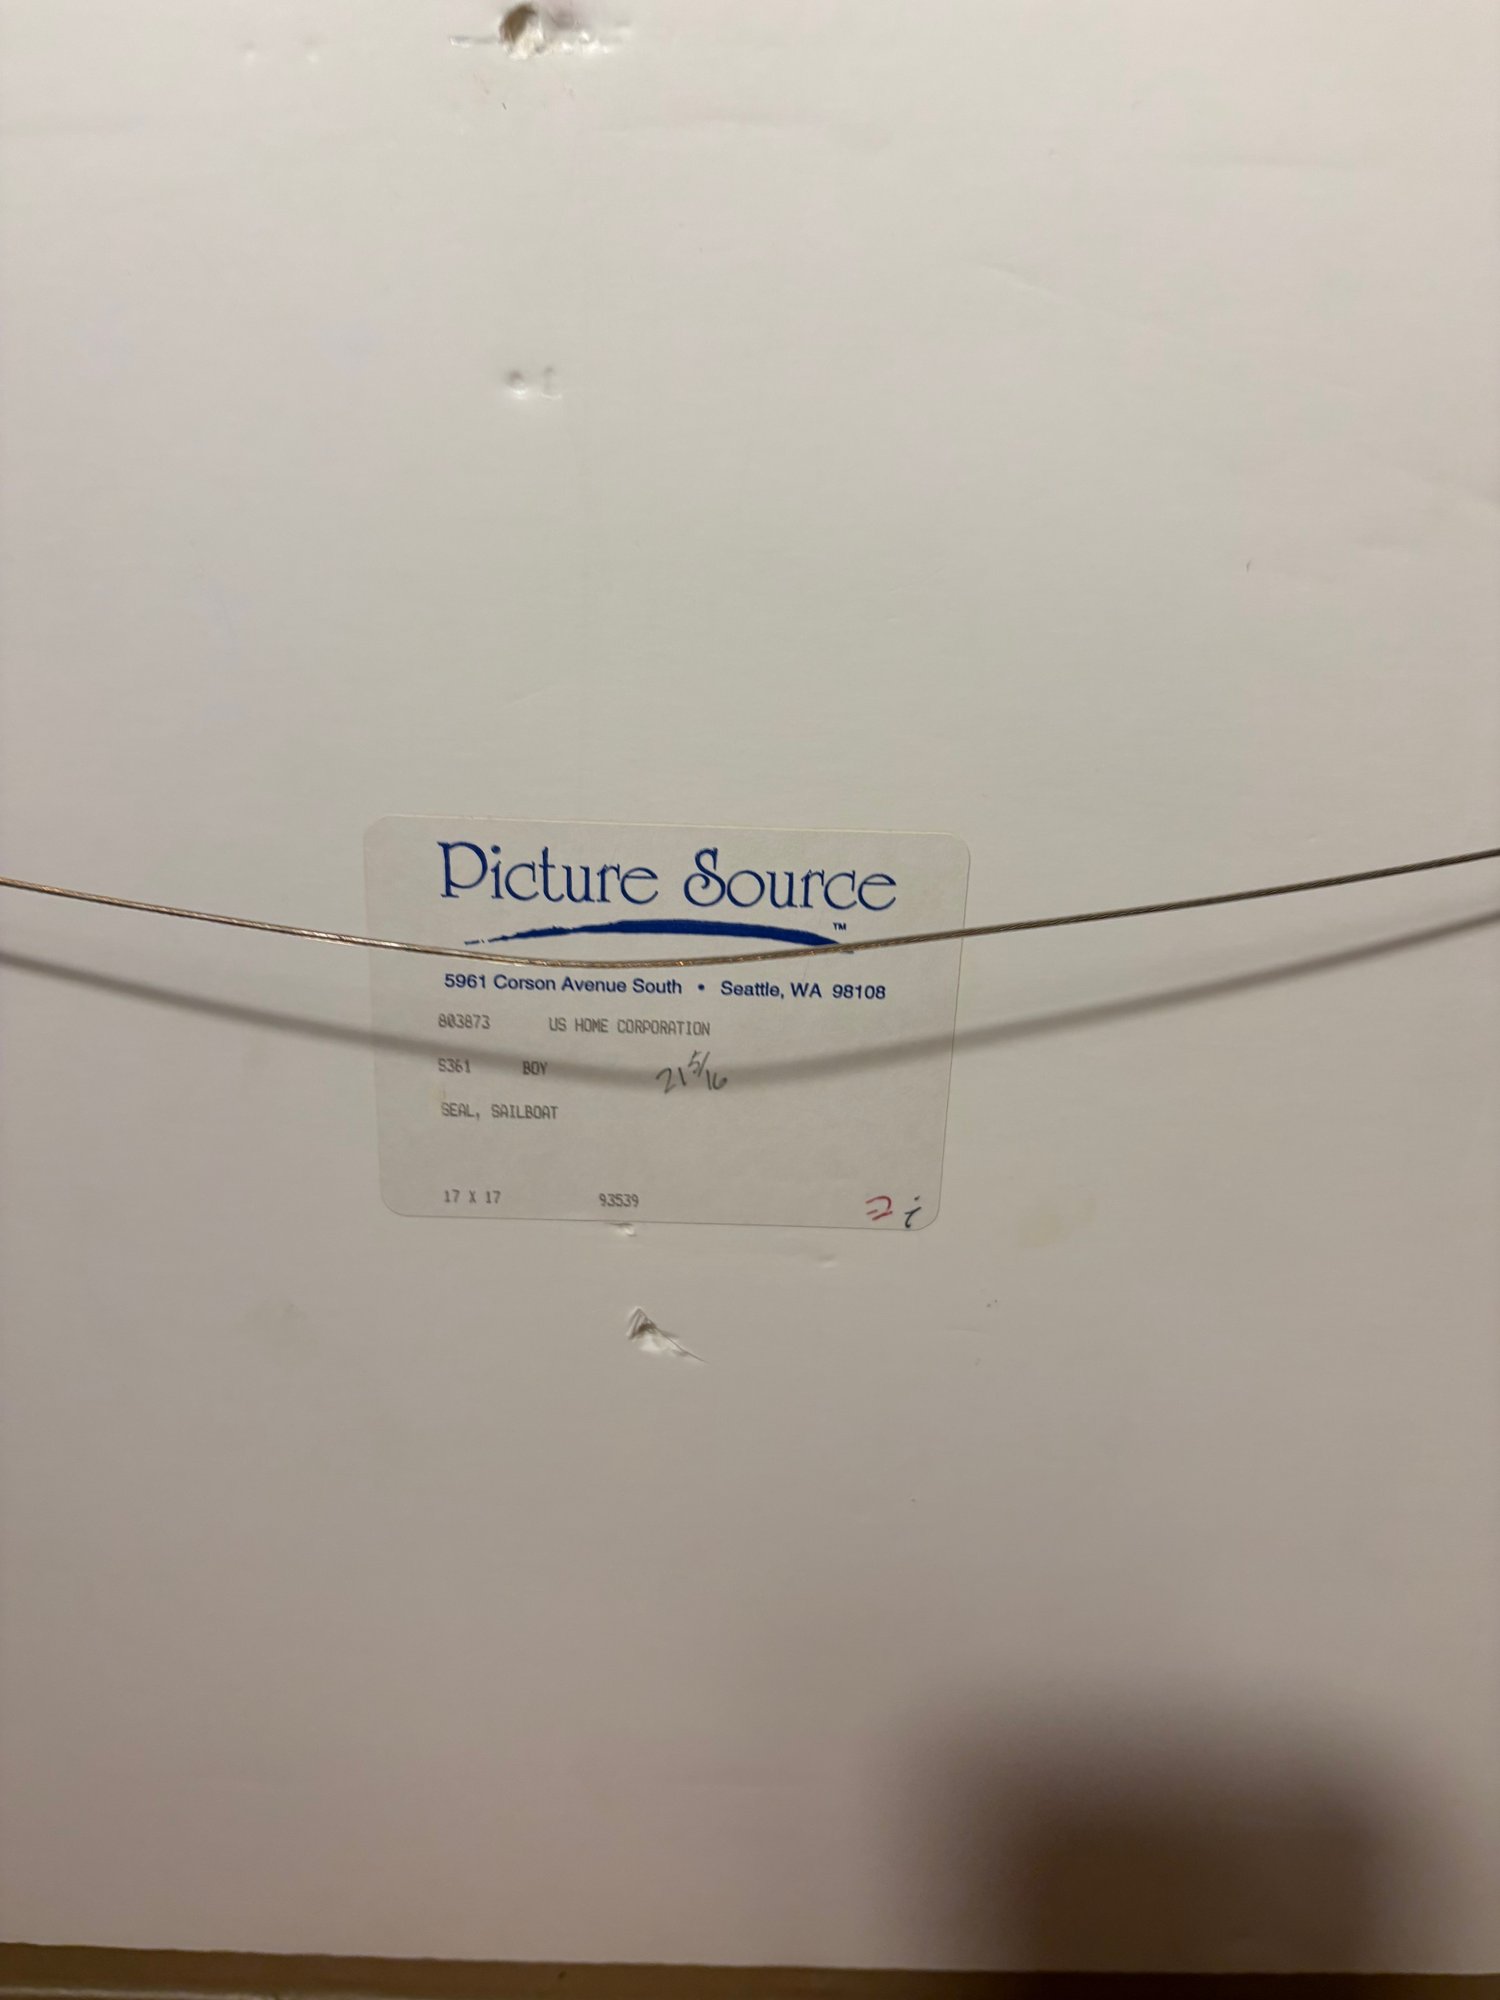 Picture Source
™
5961 Corson Avenue South • Seattle, WA 98108
803873 US HOME CORPORATION
S361 BOY 21 5/16
SEAL, SAILBOAT
17 X 17 93539